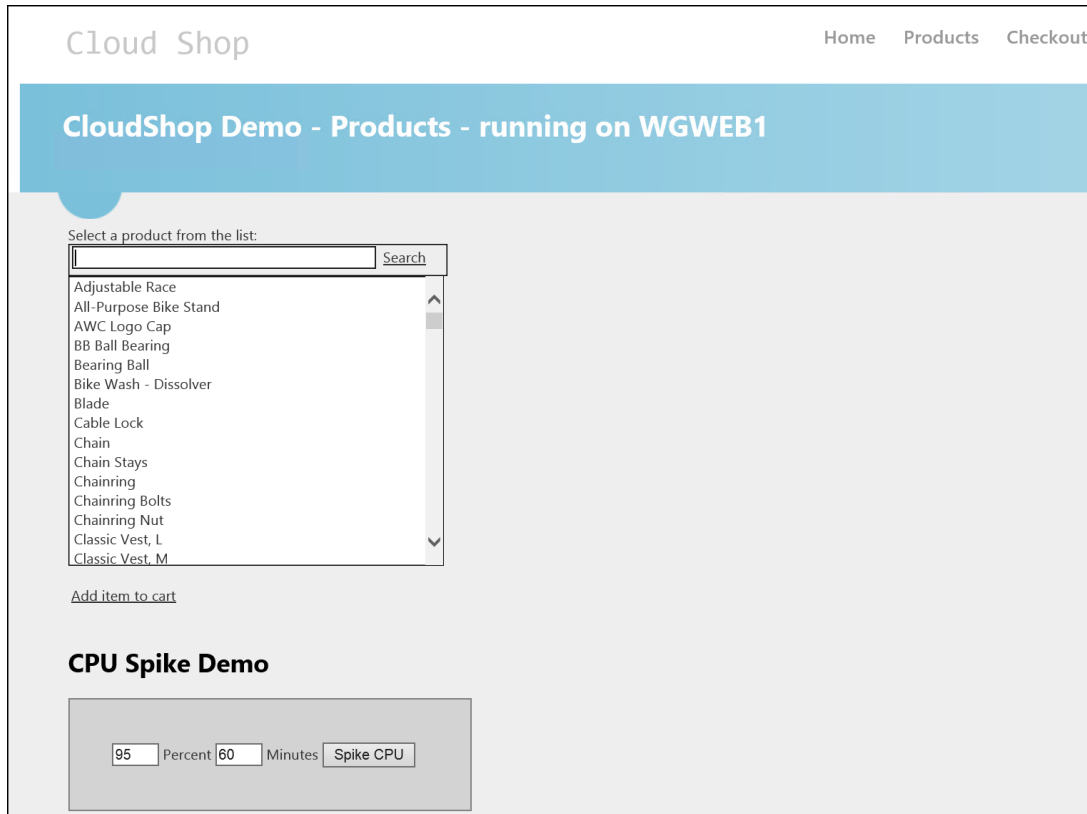 Cloud Shop
Home Products Checkout
CloudShop Demo - Products - running on WGWEB1
Select a product from the list:
Search
Adjustable Race
All-Purpose Bike Stand
AWC Logo Cap
BB Ball Bearing
Bearing Ball
Bike Wash - Dissolver
Blade
Cable Lock
Chain
Chain Stays
Chainring
Chainring Bolts
Chainring Nut
Classic Vest, L
Classic Vest, M
Add item to cart
CPU Spike Demo
95 Percent 60 Minutes Spike CPU